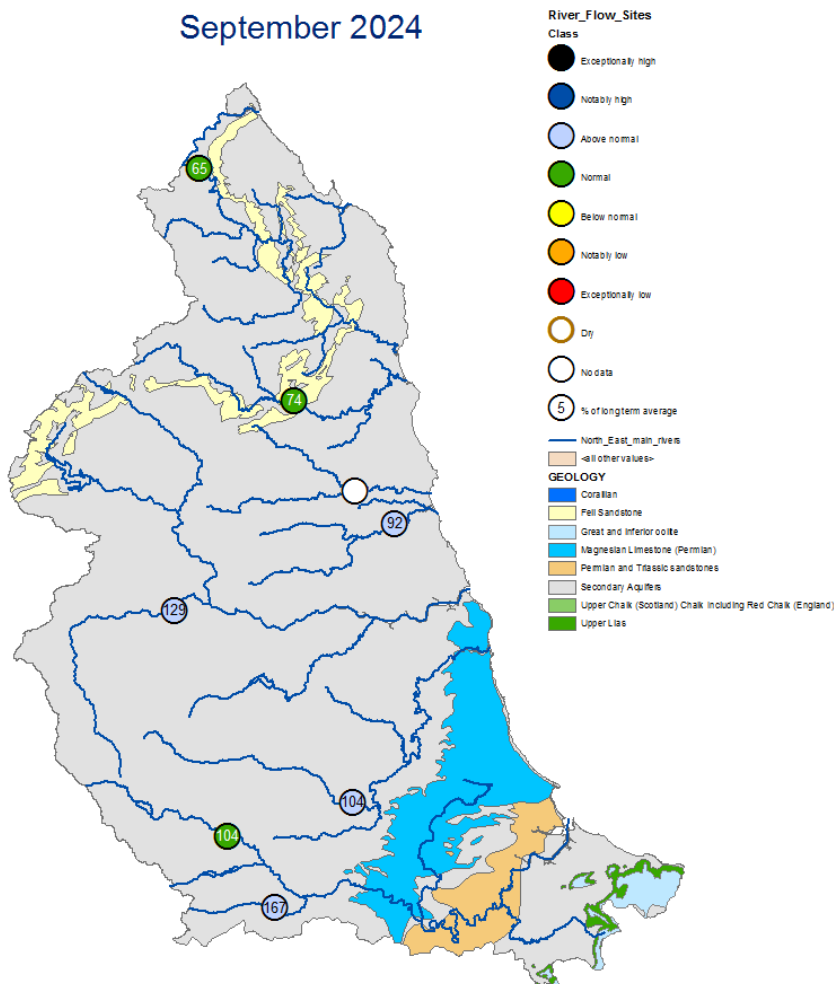 September 2024
River_Flow_Sites
Class
Exceptionally high
Notably high
Above normal
Normal
Below normal
Notably low
Exceptionally low
Dry
No data
5 % of long term average
North_East_main_rivers
<all other values>
GEOLOGY
Corallian
Fell Sandstone
Great and Inferior oolite
Magnesian Limestone (Permian)
Permian and Triassic sandstones
Secondary Aquifers
Upper Chalk (Scotland) Chalk including Red Chalk (England)
Upper Lias
65
74
92
129
104
104
167